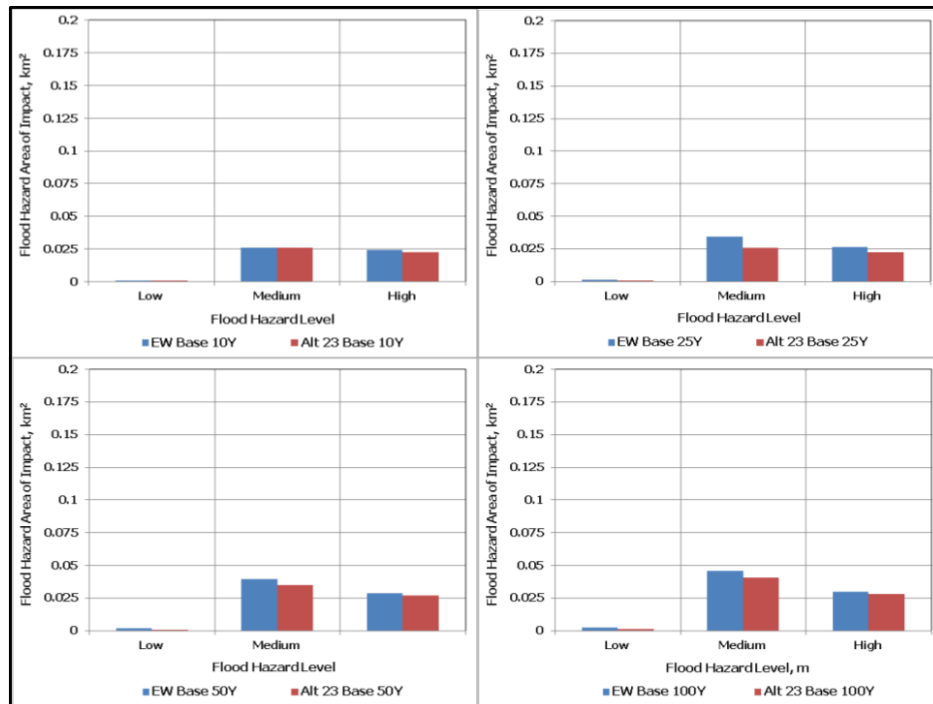 Flood Hazard Area of Impact, km²
0.2
0.175
0.15
0.125
0.1
0.075
0.05
0.025
0
Low Medium High
Flood Hazard Level
EW Base 10Y Alt 23 Base 10Y
Flood Hazard Area of Impact, km²
0.2
0.175
0.15
0.125
0.1
0.075
0.05
0.025
0
Low Medium High
Flood Hazard Level
EW Base 25Y Alt 23 Base 25Y
Flood Hazard Area of Impact, km²
0.2
0.175
0.15
0.125
0.1
0.075
0.05
0.025
0
Low Medium High
Flood Hazard Level
EW Base 50Y Alt 23 Base 50Y
Flood Hazard Area of Impact, km²
0.2
0.175
0.15
0.125
0.1
0.075
0.05
0.025
0
Low Medium High
Flood Hazard Level, m
EW Base 100Y Alt 23 Base 100Y